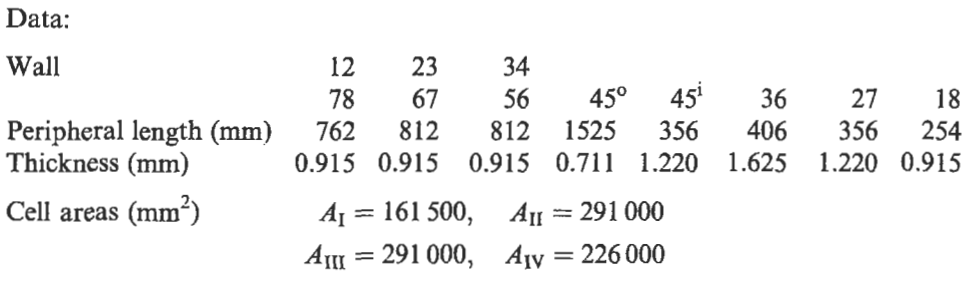 Data:
Wall 12 23 34
78 67 56 45° 45ⁱ 36 27 18
Peripheral length (mm) 762 812 812 1525 356 406 356 254
Thickness (mm) 0.915 0.915 0.915 0.711 1.220 1.625 1.220 0.915
Cell areas (mm²) A_I = 161 500, A_II = 291 000
A_III = 291 000, A_IV = 226 000